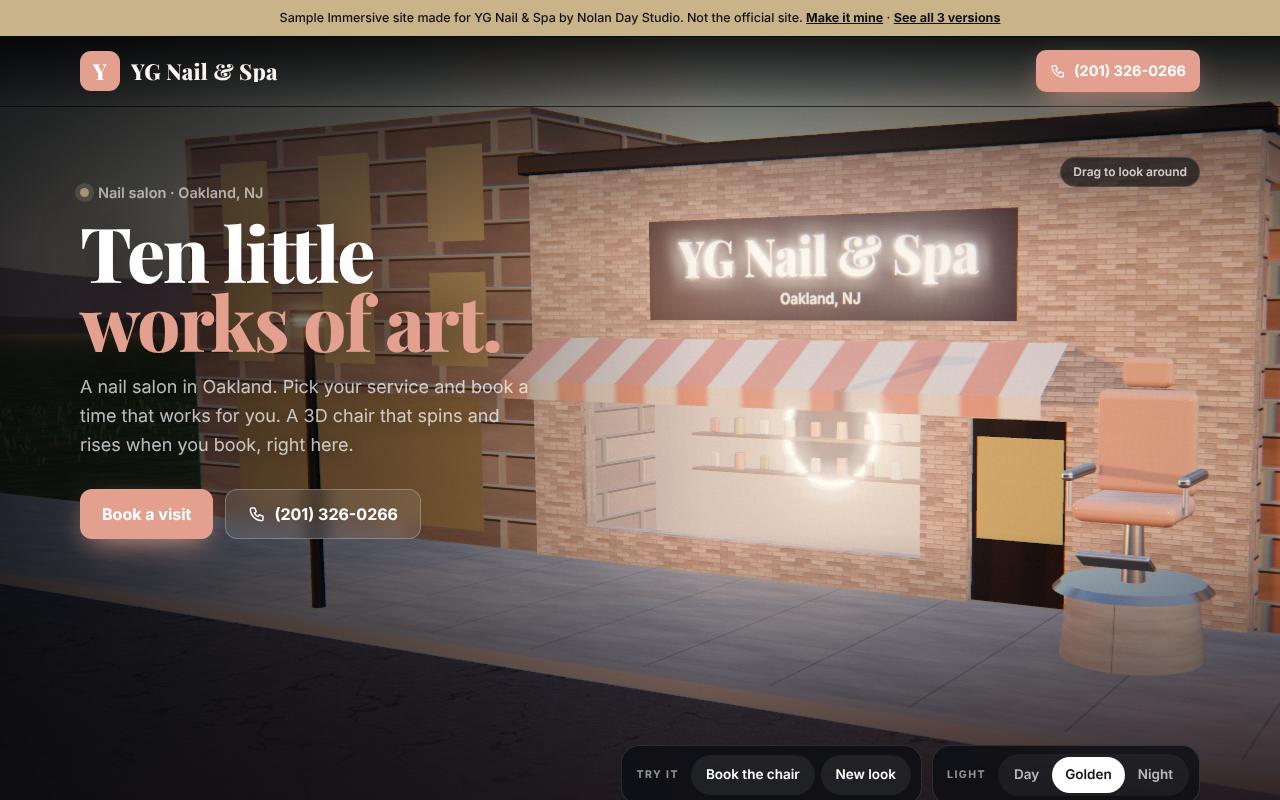 Sample Immersive site made for YG Nail & Spa by Nolan Day Studio. Not the official site. Make it mine · See all 3 versions
Y YG Nail & Spa
(201) 326-0266
Drag to look around
Nail salon · Oakland, NJ
Ten little
works of art.
A nail salon in Oakland. Pick your service and book a
time that works for you. A 3D chair that spins and
rises when you book, right here.
Book a visit
(201) 326-0266
YG Nail & Spa
Oakland, NJ
TRY IT Book the chair New look
LIGHT Day Golden Night